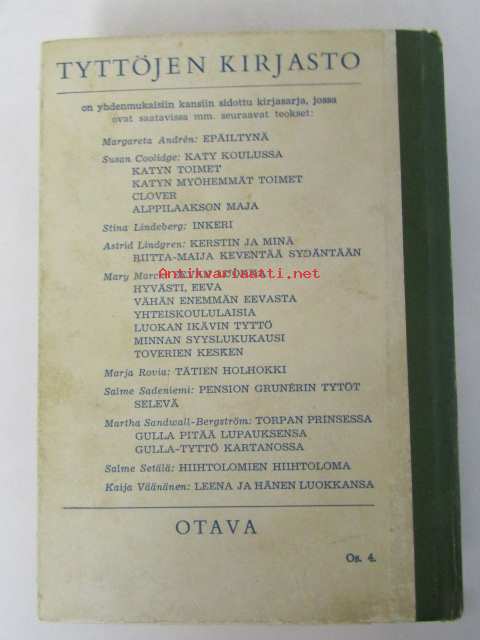 TYTTÖJEN KIRJASTO
on yhdenmukaisiin kansiin sidottu kirjasarja, jossa
ovat saatavissa mm. seuraavat teokset:
Margareta Andrén: EPÄILTYNÄ
Susan Coolidge: KATY KOULUSSA
KATYN TOIMET
KATYN MYÖHEMMÄT TOIMET
CLOVER
ALPPILAAKSON MAJA
Stina Lindeberg: INKERI
Astrid Lindgren: KERSTIN JA MINÄ
RIITTA-MAIJA KEVENTÄÄ SYDÄNTÄÄN
Mary Marck:
Antikvariaatti.net
HYVÄSTI, EEVA
VÄHÄN ENEMMÄN EEVASTA
YHTEISKOULULAISIA
LUOKAN IKÄVIN TYTTÖ
MINNAN SYYSLUKUKAUSI
TOVERIEN KESKEN
Marja Rovia: TÄTIEN HOLHOKKI
Salme Sadeniemi: PENSION GRUNÉRIN TYTÖT
SELEVÄ
Martha Sandwall-Bergström: TORPAN PRINSESSA
GULLA PITÄÄ LUPAUKSENSA
GULLA-TYTTÖ KARTANOSSA
Salme Setälä: HIIHTOLOMIEN HIIHTOLOMA
Kaija Väänänen: LEENA JA HÄNEN LUOKKANSA
OTAVA
Os. 4.